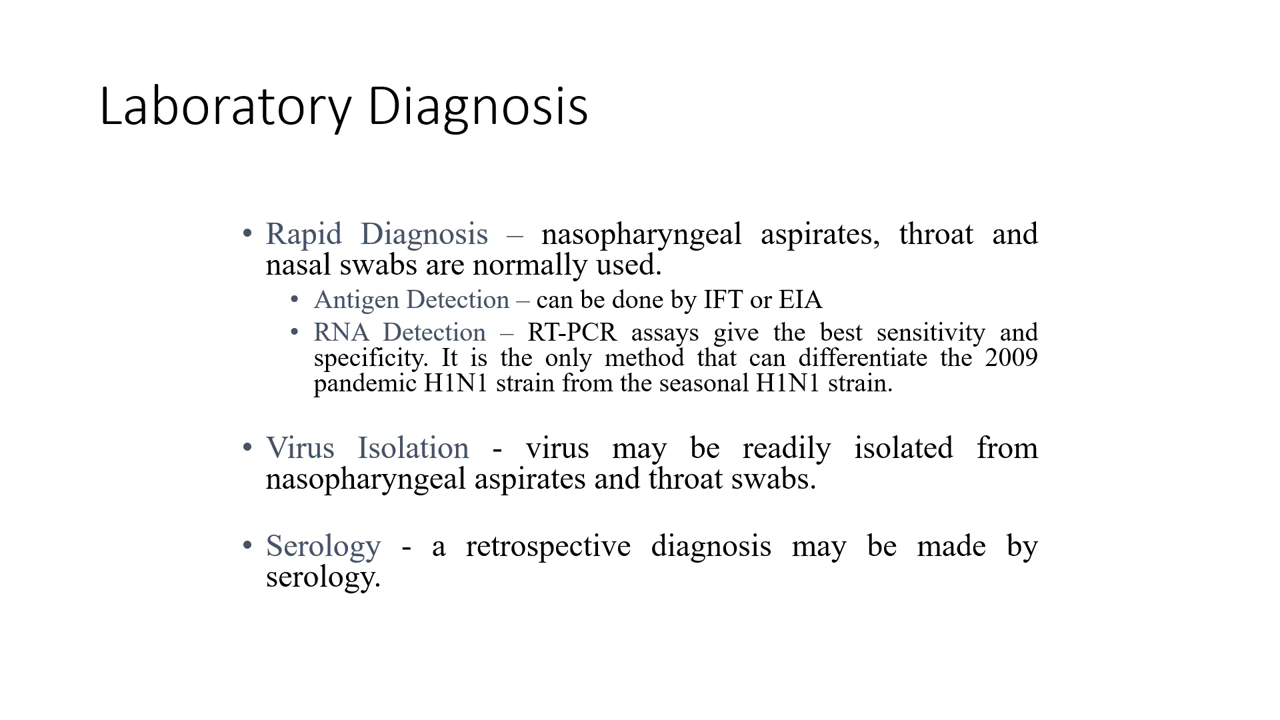 Laboratory Diagnosis
• Rapid Diagnosis – nasopharyngeal aspirates, throat and
nasal swabs are normally used.
• Antigen Detection – can be done by IFT or EIA
• RNA Detection – RT-PCR assays give the best sensitivity and
specificity. It is the only method that can differentiate the 2009
pandemic H1N1 strain from the seasonal H1N1 strain.
• Virus Isolation - virus may be readily isolated from
nasopharyngeal aspirates and throat swabs.
• Serology - a retrospective diagnosis may be made by
serology.